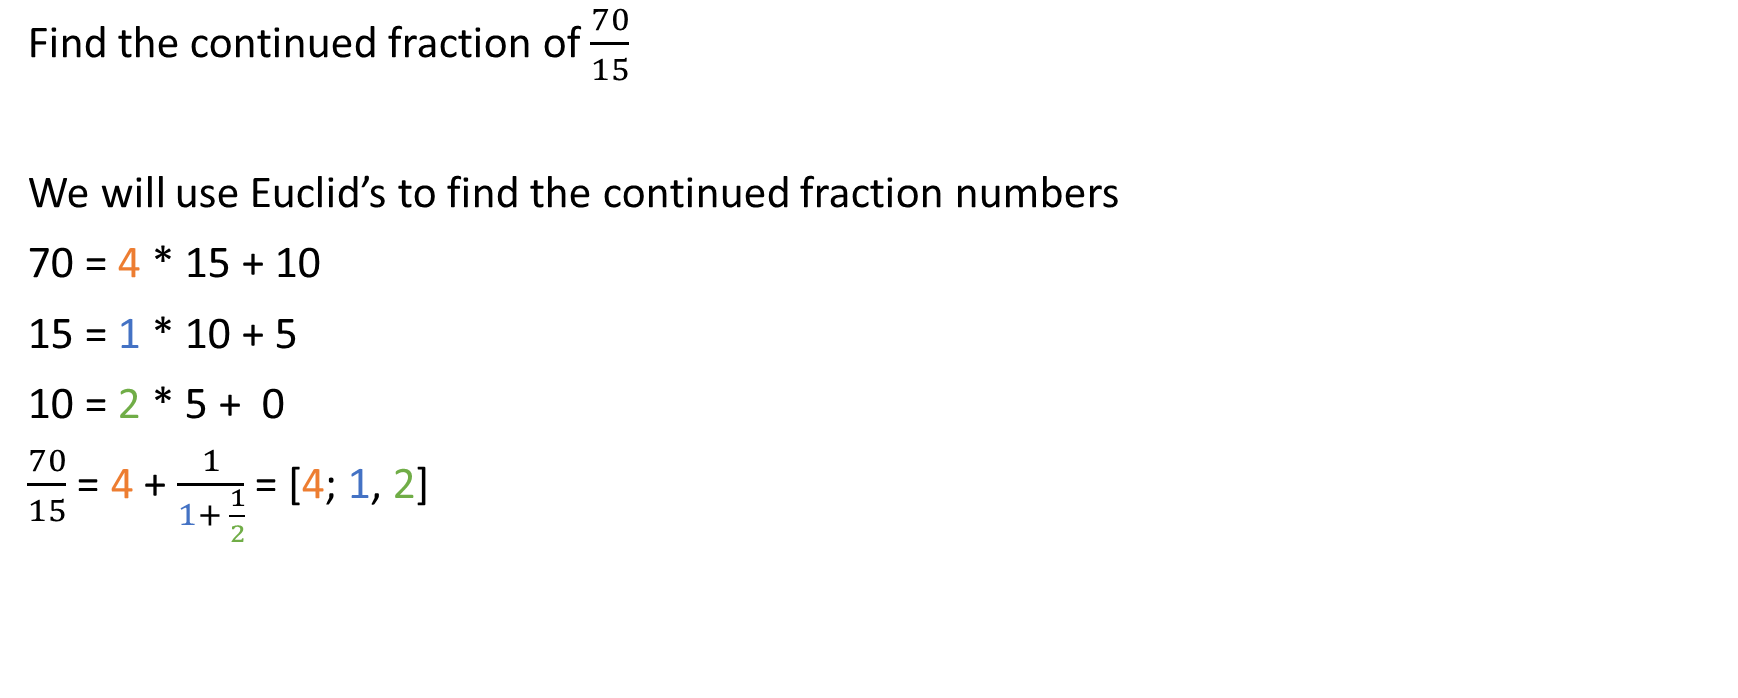 Find the continued fraction of 70/15
We will use Euclid’s to find the continued fraction numbers
70 = 4 * 15 + 10
15 = 1 * 10 + 5
10 = 2 * 5 + 0
70/15 = 4 + 1/(1+ 1/2) = [4; 1, 2]